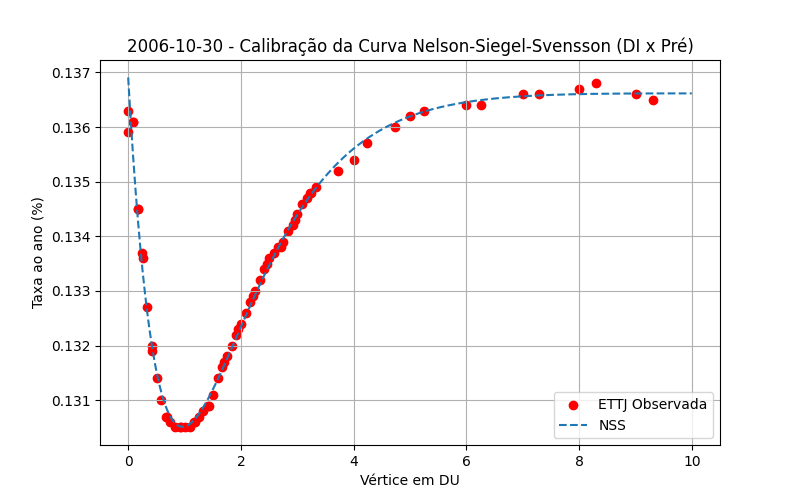 2006-10-30 - Calibração da Curva Nelson-Siegel-Svensson (DI x Pré)
Taxa ao ano (%)
0.137
0.136
0.135
0.134
0.133
0.132
0.131
ETTJ Observada
NSS
0 2 4 6 8 10
Vértice em DU